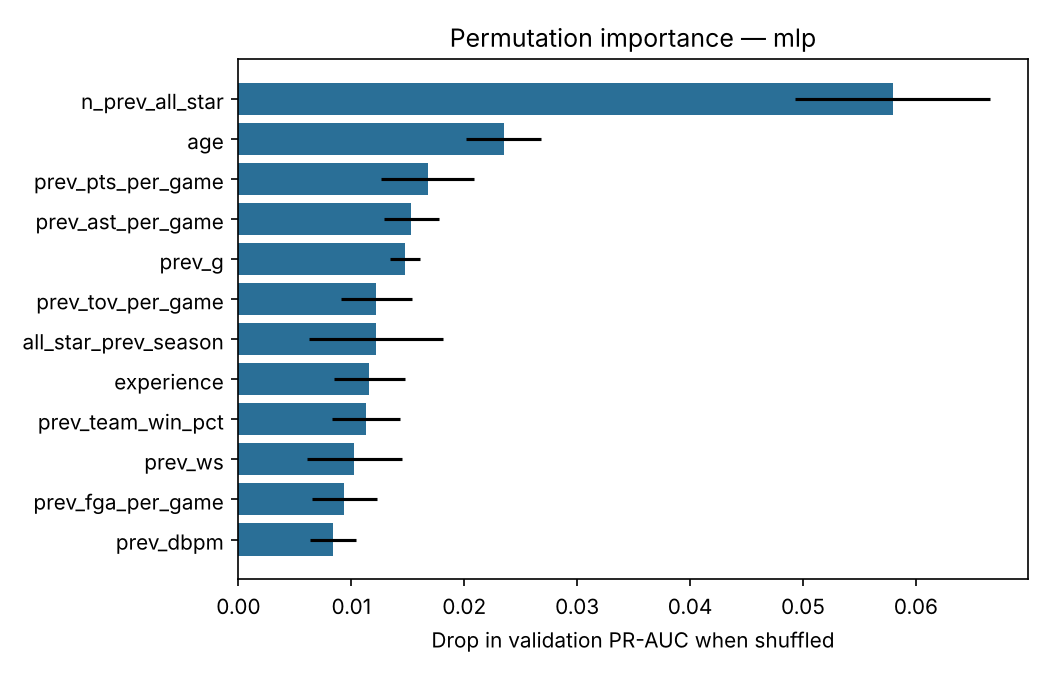 Permutation importance — mlp
n_prev_all_star
age
prev_pts_per_game
prev_ast_per_game
prev_g
prev_tov_per_game
all_star_prev_season
experience
prev_team_win_pct
prev_ws
prev_fga_per_game
prev_dbpm
0.00 0.01 0.02 0.03 0.04 0.05 0.06
Drop in validation PR-AUC when shuffled